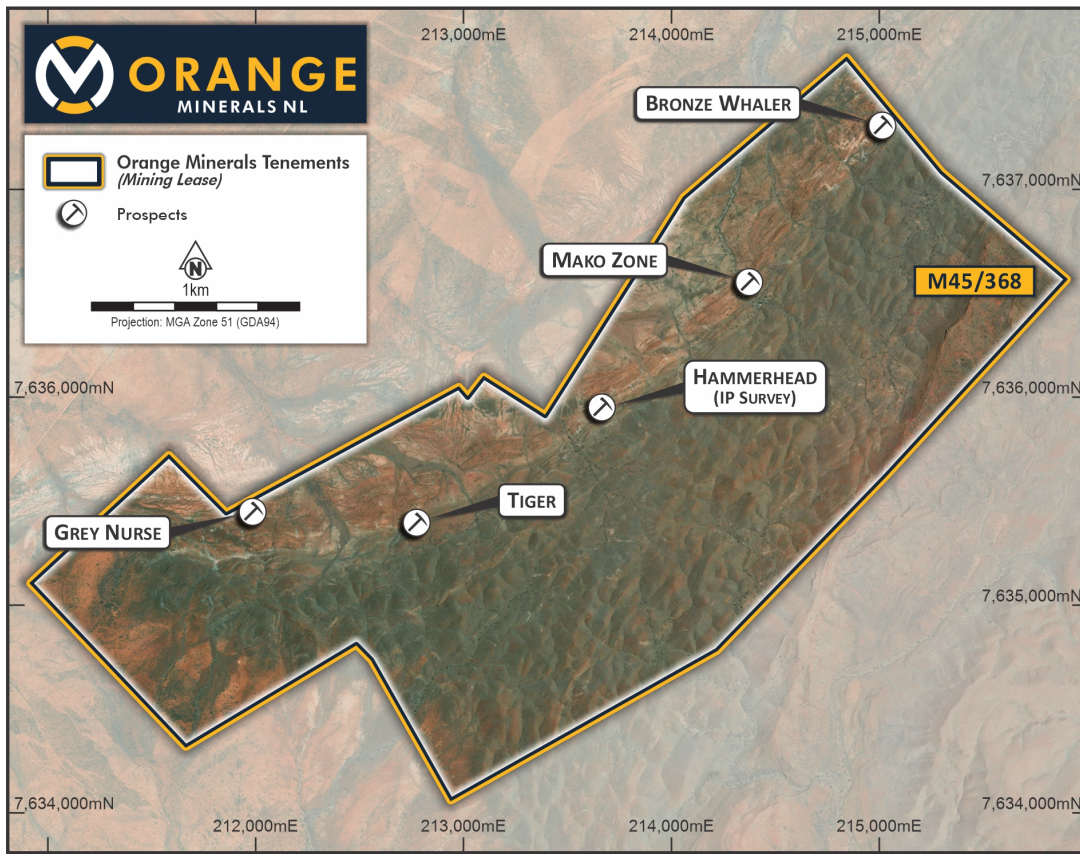 213,000mE
214,000mE
215,000mE
ORANGE
MINERALS NL
Orange Minerals Tenements
(Mining Lease)
Prospects
N
1km
Projection: MGA Zone 51 (GDA94)
BRONZE WHALER
7,637,000mN
MAKO ZONE
M45/368
HAMMERHEAD
(IP SURVEY)
7,636,000mN
7,636,000mN
TIGER
GREY NURSE
7,635,000mN
7,634,000mN
7,634,000mN
212,000mE
213,000mE
214,000mE
215,000mE